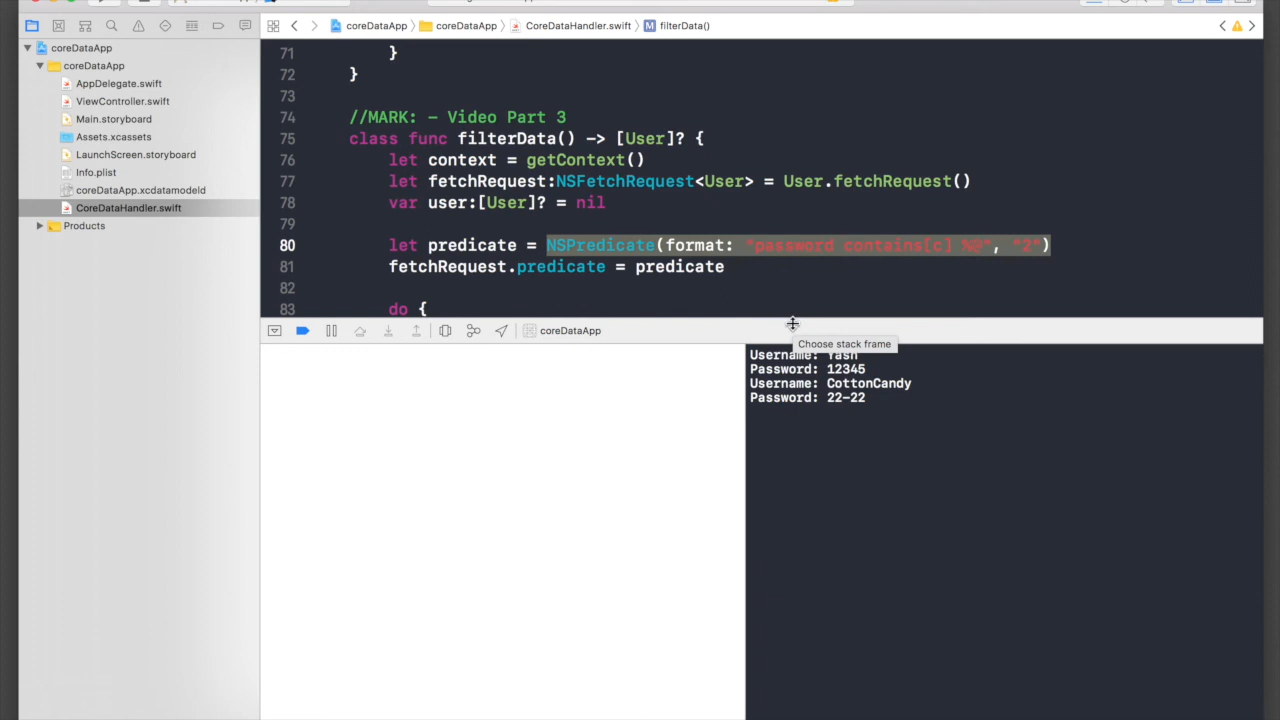 coreDataApp
coreDataApp
AppDelegate.swift
ViewController.swift
Main.storyboard
Assets.xcassets
LaunchScreen.storyboard
Info.plist
coreDataApp.xcdatamodeld
CoreDataHandler.swift
Products
coreDataApp coreDataApp CoreDataHandler.swift M filterData()
71 }
72 }
73
74 //MARK: - Video Part 3
75 class func filterData() -> [User]? {
76 let context = getContext()
77 let fetchRequest:NSFetchRequest<User> = User.fetchRequest()
78 var user:[User]? = nil
79
80 let predicate = NSPredicate(format: "password contains[c] %@", "2")
81 fetchRequest.predicate = predicate
82
83 do {
coreDataApp
Choose stack frame
Username: Yash
Password: 12345
Username: CottonCandy
Password: 22-22